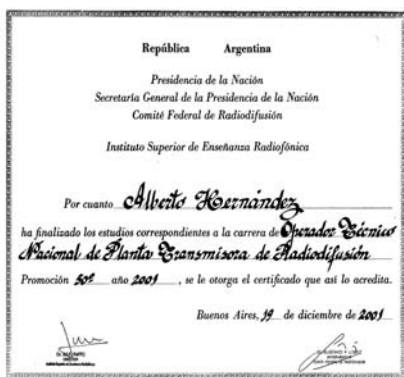 República Argentina
Presidencia de la Nación
Secretaría General de la Presidencia de la Nación
Comité Federal de Radiodifusión
Instituto Superior de Enseñanza Radiofónica
Por cuanto Alberto Hernández
ha finalizado los estudios correspondientes a la carrera de Operador Técnico
Nacional de Planta Transmisora de Radiodifusión
Promoción 50º año 2001, se le otorga el certificado que así lo acredita.
Buenos Aires, 19 de diciembre de 2001